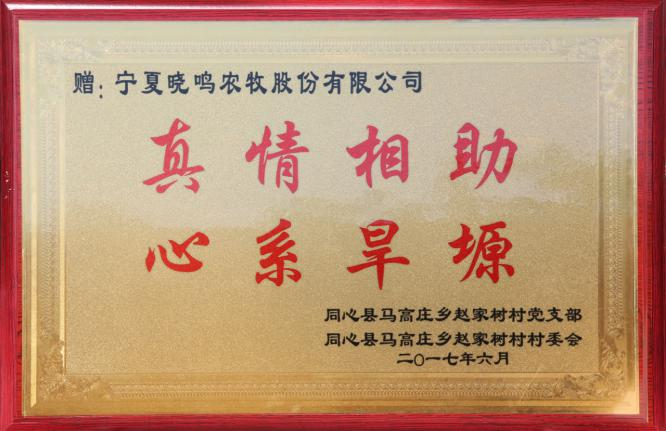 赠：宁夏晓鸣农牧股份有限公司
真情相助
心系旱塬
同心县马高庄乡赵家树村党支部
同心县马高庄乡赵家树村村委会
二〇一七年六月